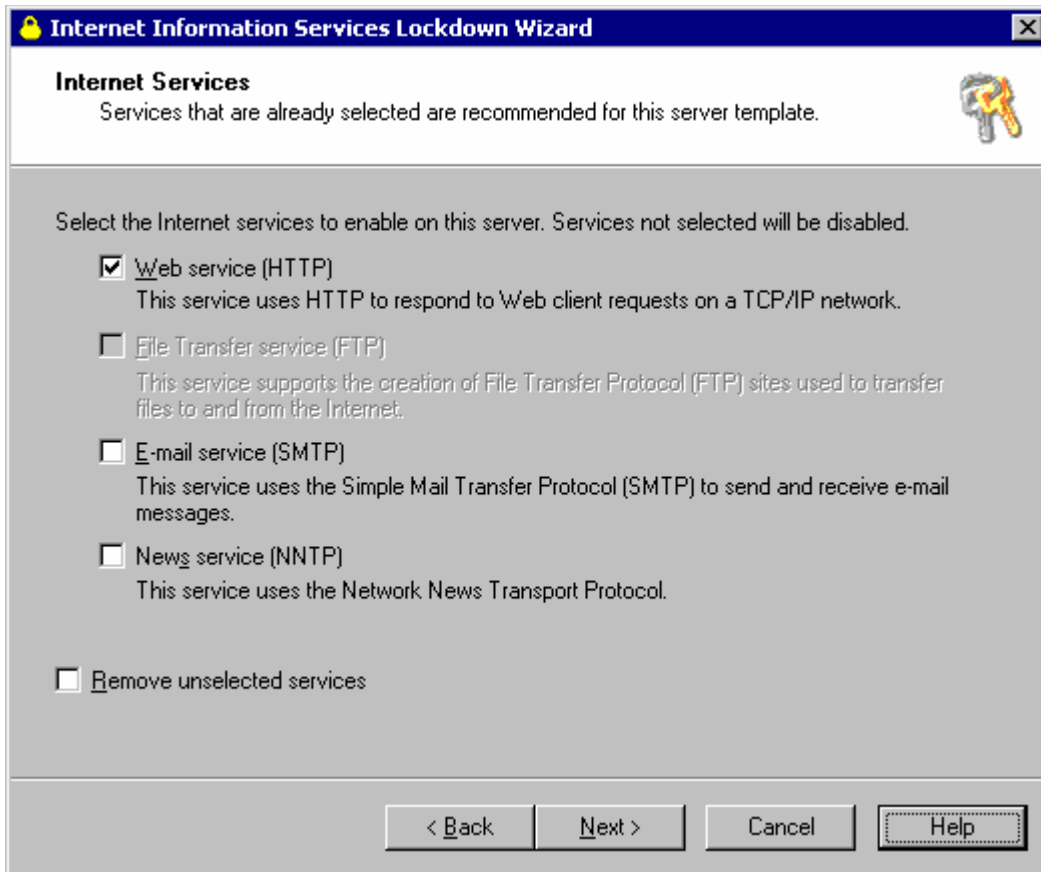 Internet Information Services Lockdown Wizard
Internet Services
Services that are already selected are recommended for this server template.
Select the Internet services to enable on this server. Services not selected will be disabled.
Web service (HTTP)
This service uses HTTP to respond to Web client requests on a TCP/IP network.
File Transfer service (FTP)
This service supports the creation of File Transfer Protocol (FTP) sites used to transfer
files to and from the Internet.
E-mail service (SMTP)
This service uses the Simple Mail Transfer Protocol (SMTP) to send and receive e-mail
messages.
News service (NNTP)
This service uses the Network News Transport Protocol.
Remove unselected services
< Back
Next >
Cancel
Help